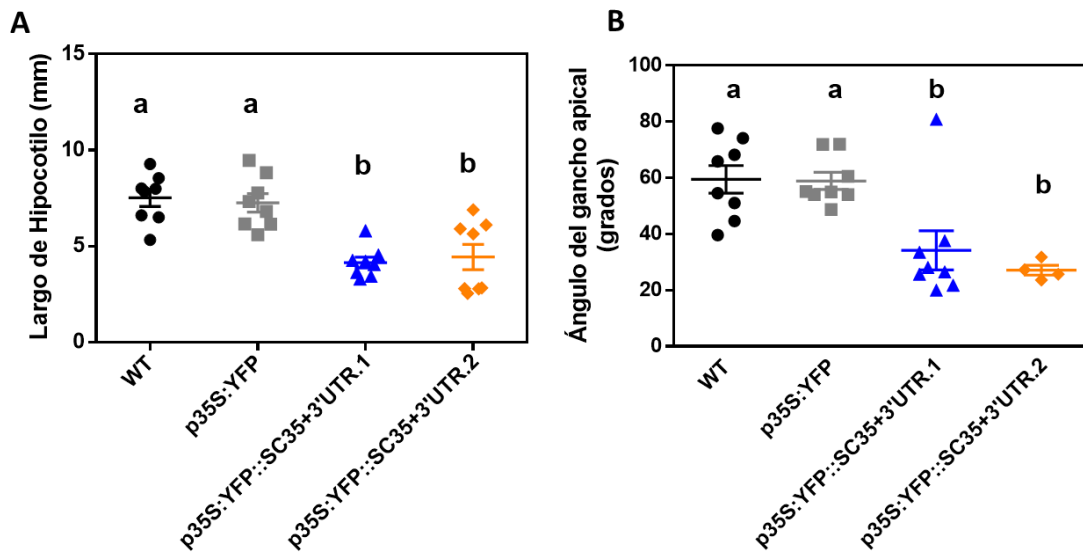 A
Largo de Hipocotilo (mm)
15
10
5
0
a
a
b
b
WT
p35S:YFP
p35S:YFP::SC35+3'UTR.1
p35S:YFP::SC35+3'UTR.2
B
Ángulo del gancho apical
(grados)
100
80
60
40
20
0
a
a
b
b
WT
p35S:YFP
p35S:YFP::SC35+3'UTR.1
p35S:YFP::SC35+3'UTR.2